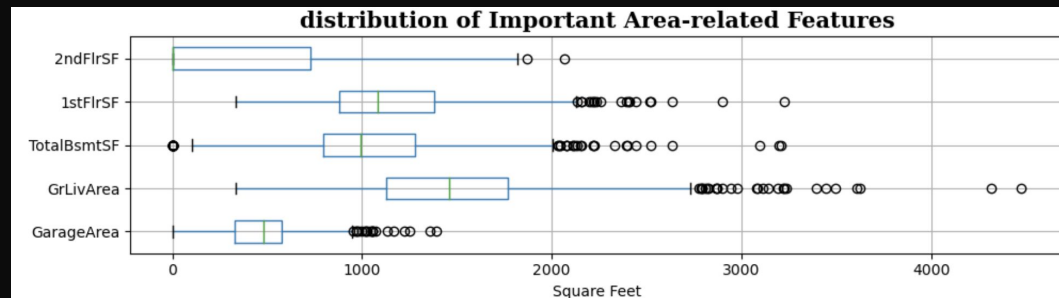 distribution of Important Area-related Features
2ndFlrSF
1stFlrSF
TotalBsmtSF
GrLivArea
GarageArea
0 1000 2000 3000 4000
Square Feet